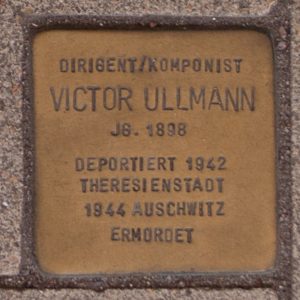 DIRIGENT/KOMPONIST
VICTOR ULLMANN
JG. 1898
DEPORTIERT 1942
THERESIENSTADT
1944 AUSCHWITZ
ERMORDET